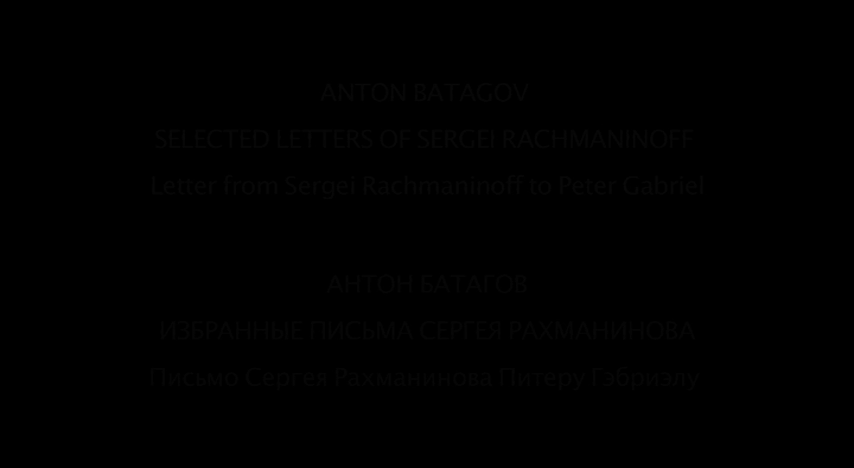 ANTON BATAGOV
SELECTED LETTERS OF SERGEI RACHMANINOFF
Letter from Sergei Rachmaninoff to Peter Gabriel
АНТОН БАТАГОВ
ИЗБРАННЫЕ ПИСЬМА СЕРГЕЯ РАХМАНИНОВА
Письмо Сергея Рахманинова Питеру Гэбриэлу